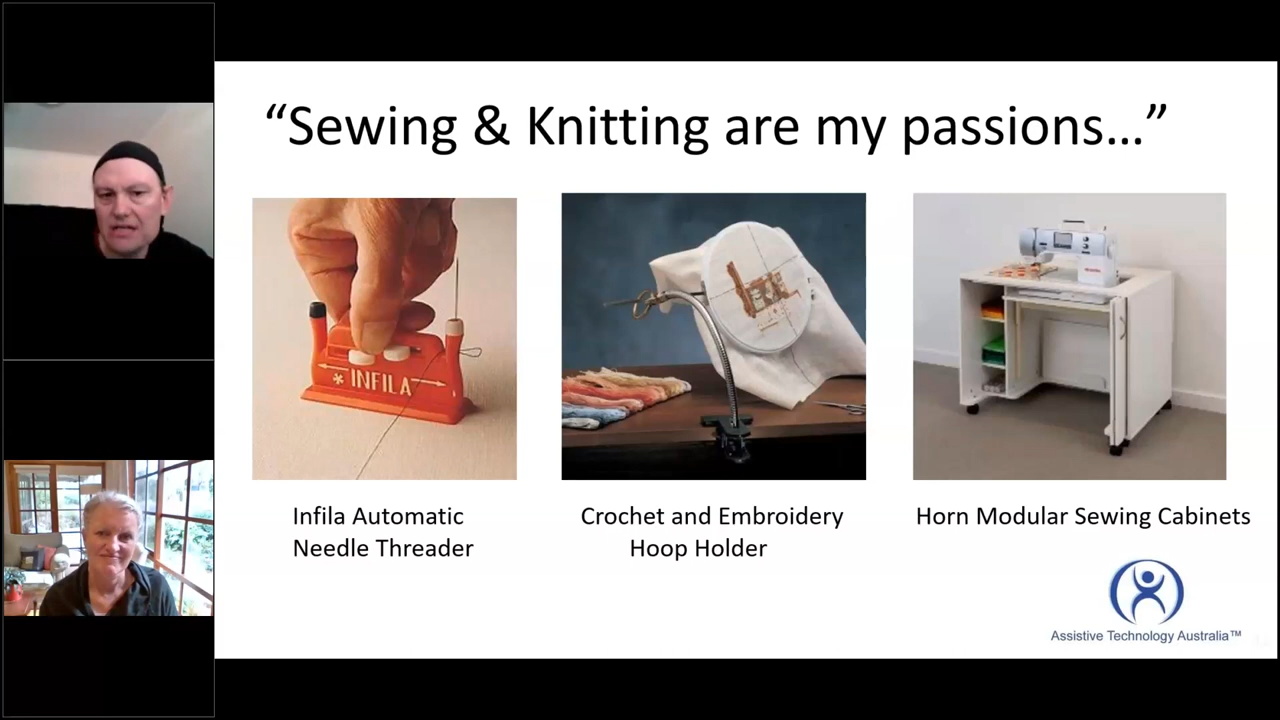 “Sewing & Knitting are my passions...”
* INFILA
Infila Automatic
Needle Threader
Crochet and Embroidery
Hoop Holder
Horn Modular Sewing Cabinets
Assistive Technology Australia™